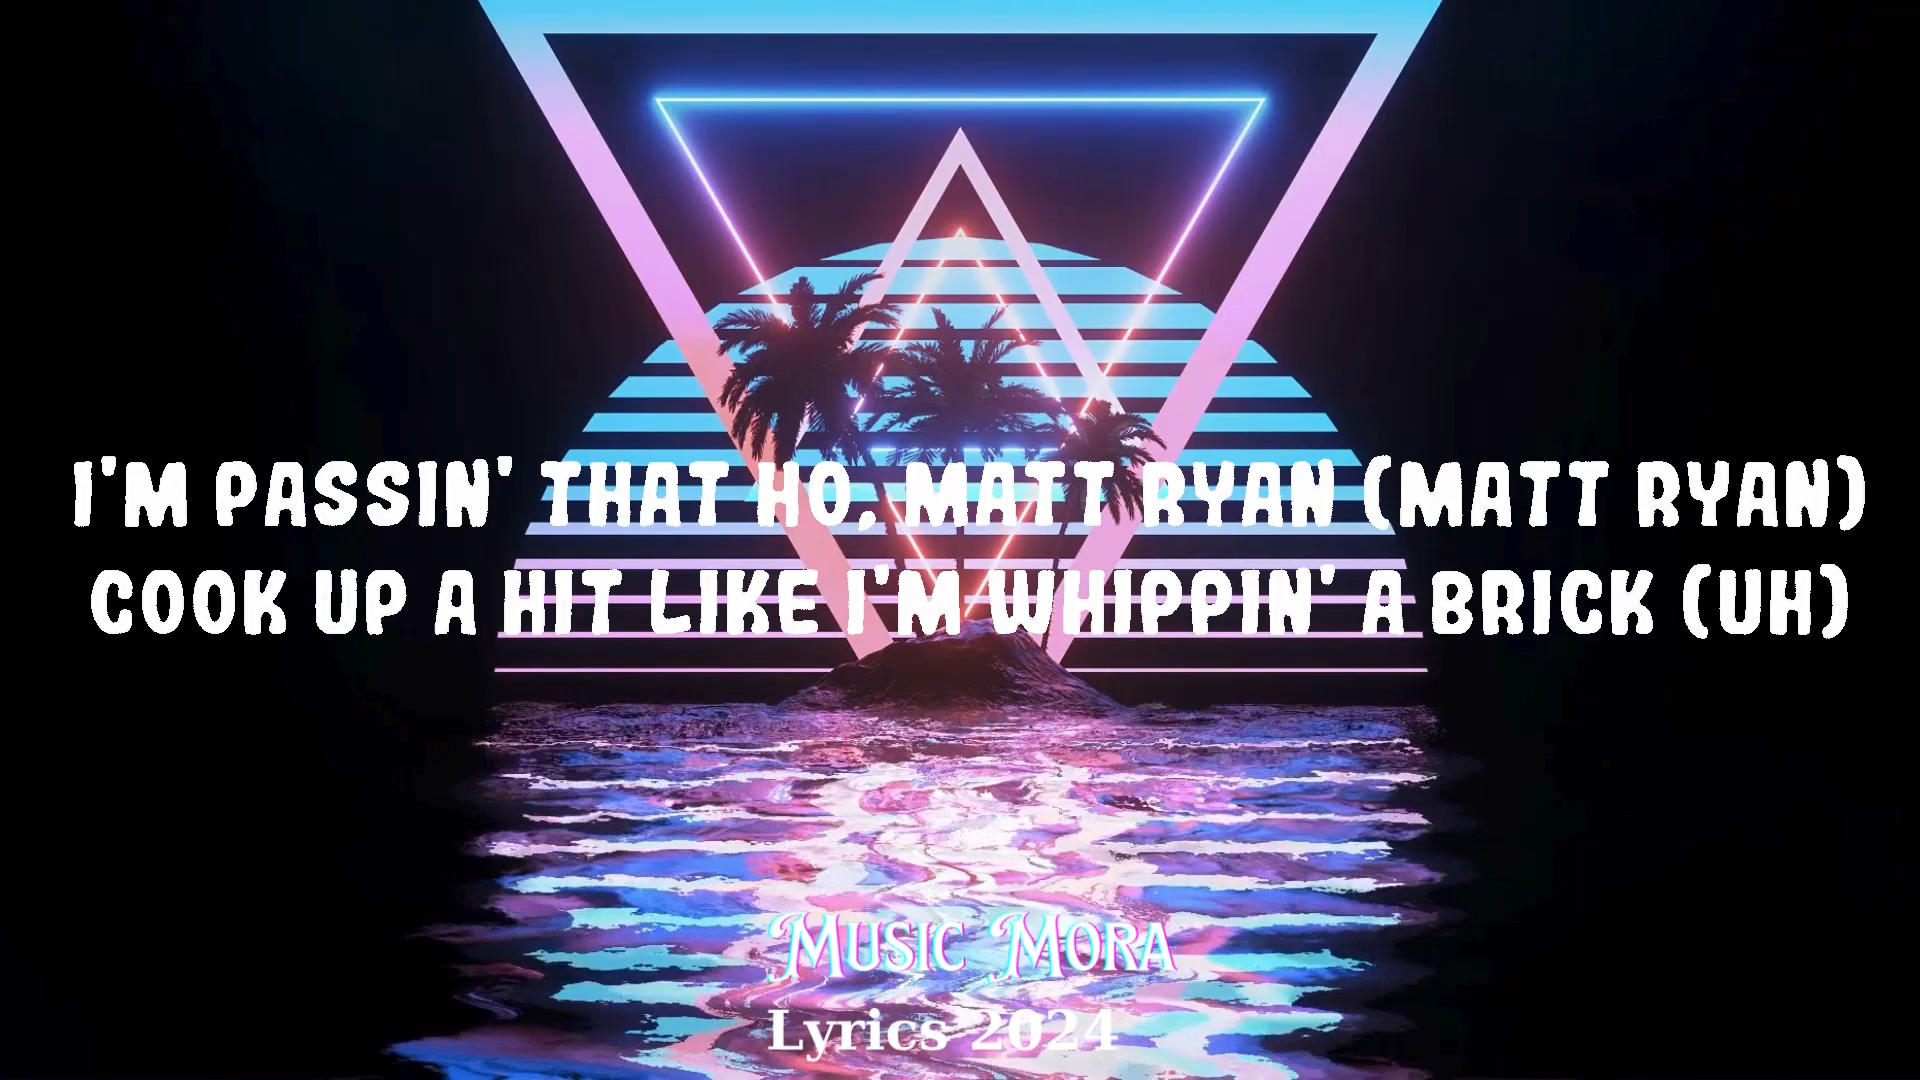 I'M PASSIN' THAT HO, MATT RYAN (MATT RYAN)
COOK UP A HIT LIKE I'M WHIPPIN' A BRICK (UH)
MUSIC MORA
Lyrics 2024